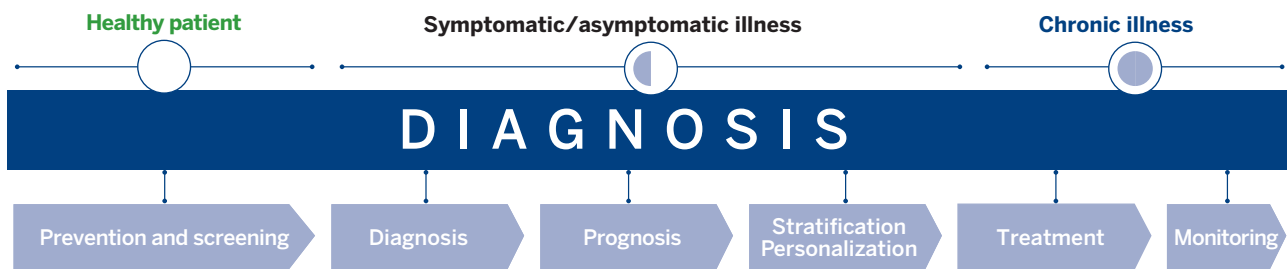 Healthy patient
Symptomatic/asymptomatic illness
Chronic illness
DIAGNOSIS
Prevention and screening
Diagnosis
Prognosis
Stratification
Personalization
Treatment
Monitoring